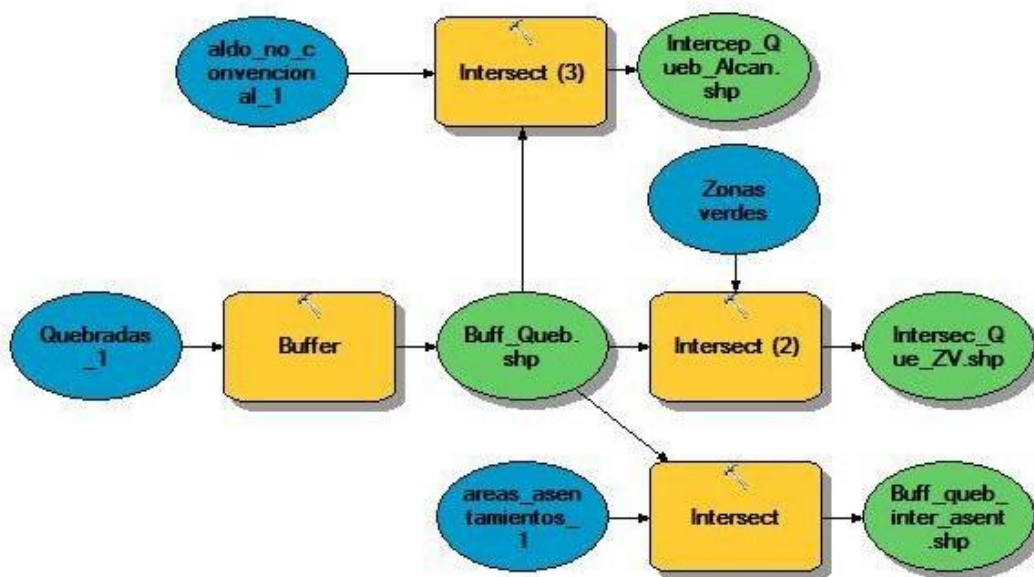 aldo_no_c
onvencion
al_1
Intersect (3)
Intercep_Q
ueb_Alcan.
shp
Zonas
verdes
Quebradas
_1
Buffer
Buff_Queb.
shp
Intersect (2)
Intersec_Q
ue_ZV.shp
areas_asen
tamientos_
1
Intersect
Buff_queb_
inter_asent
.shp